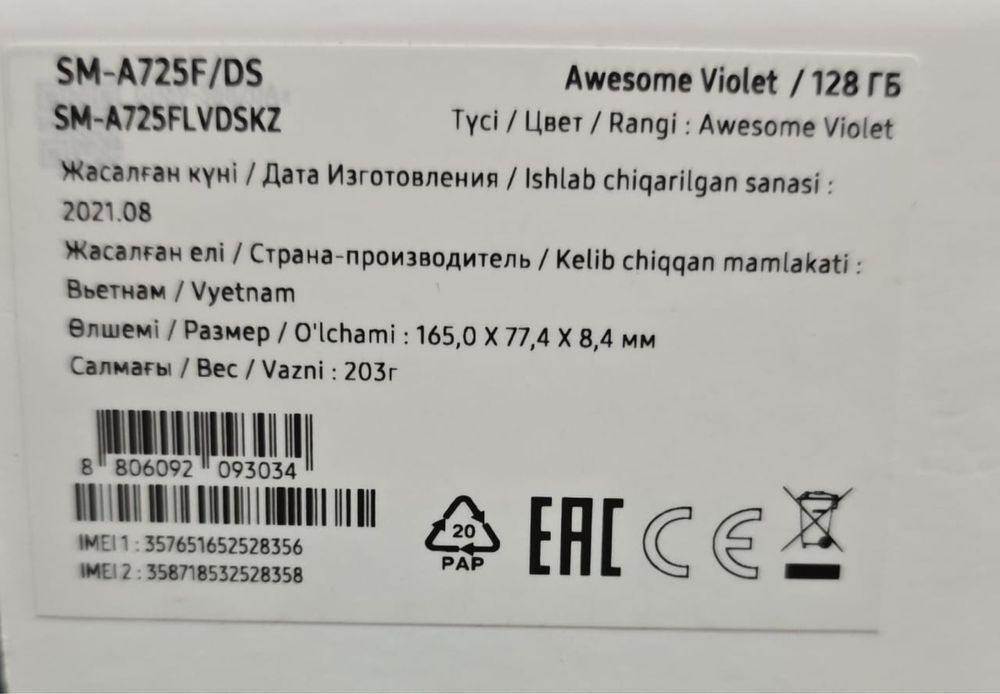 SM-A725F/DS
Awesome Violet / 128 ГБ
SM-A725FLVDSKZ
Түсі / Цвет / Rangi : Awesome Violet
Жасалған күні / Дата Изготовления / Ishlab chiqarilgan sanasi :
2021.08
Жасалған елі / Страна-производитель / Kelib chiqqan mamlakati :
Вьетнам / Vyetnam
Өлшемі / Размер / O'lchami : 165,0 X 77,4 X 8,4 мм
Салмағы / Вес / Vazni : 203г
8 806092 093034
IMEI 1 : 357651652528356
IMEI 2 : 358718532528358
20
PAP
EAC
CE